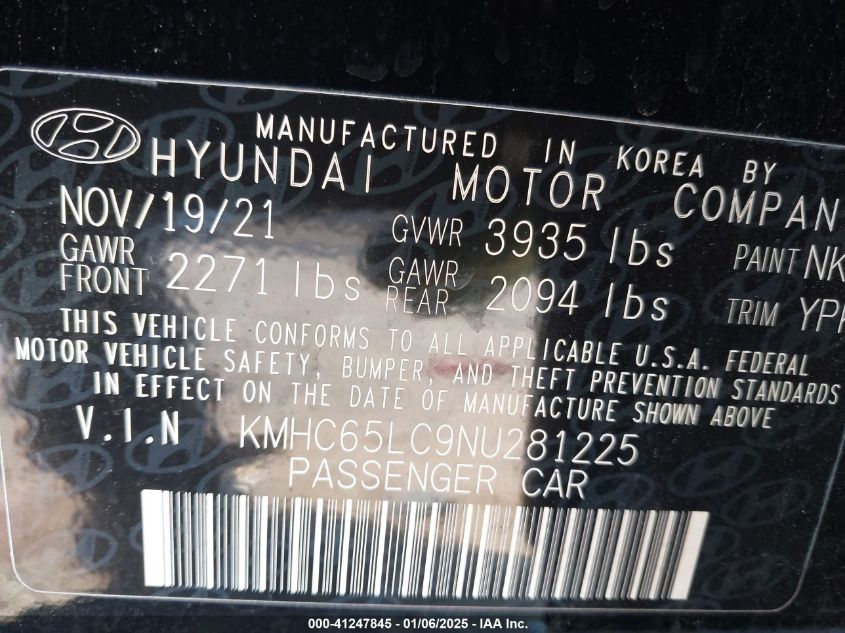 MANUFACTURED IN KOREA BY
HYUNDAI MOTOR COMPAN
NOV/19/21 GVWR 3935 lbs PAINT NK
GAWR FRONT 2271 lbs GAWR REAR 2094 lbs TRIM YP
THIS VEHICLE CONFORMS TO ALL APPLICABLE U.S.A. FEDERAL
MOTOR VEHICLE SAFETY, BUMPER, AND THEFT PREVENTION STANDARDS
IN EFFECT ON THE DATE OF MANUFACTURE SHOWN ABOVE
V.I.N KMHC65LC9NU281225
PASSENGER CAR
000-41247845 - 01/06/2025 - IAA Inc.